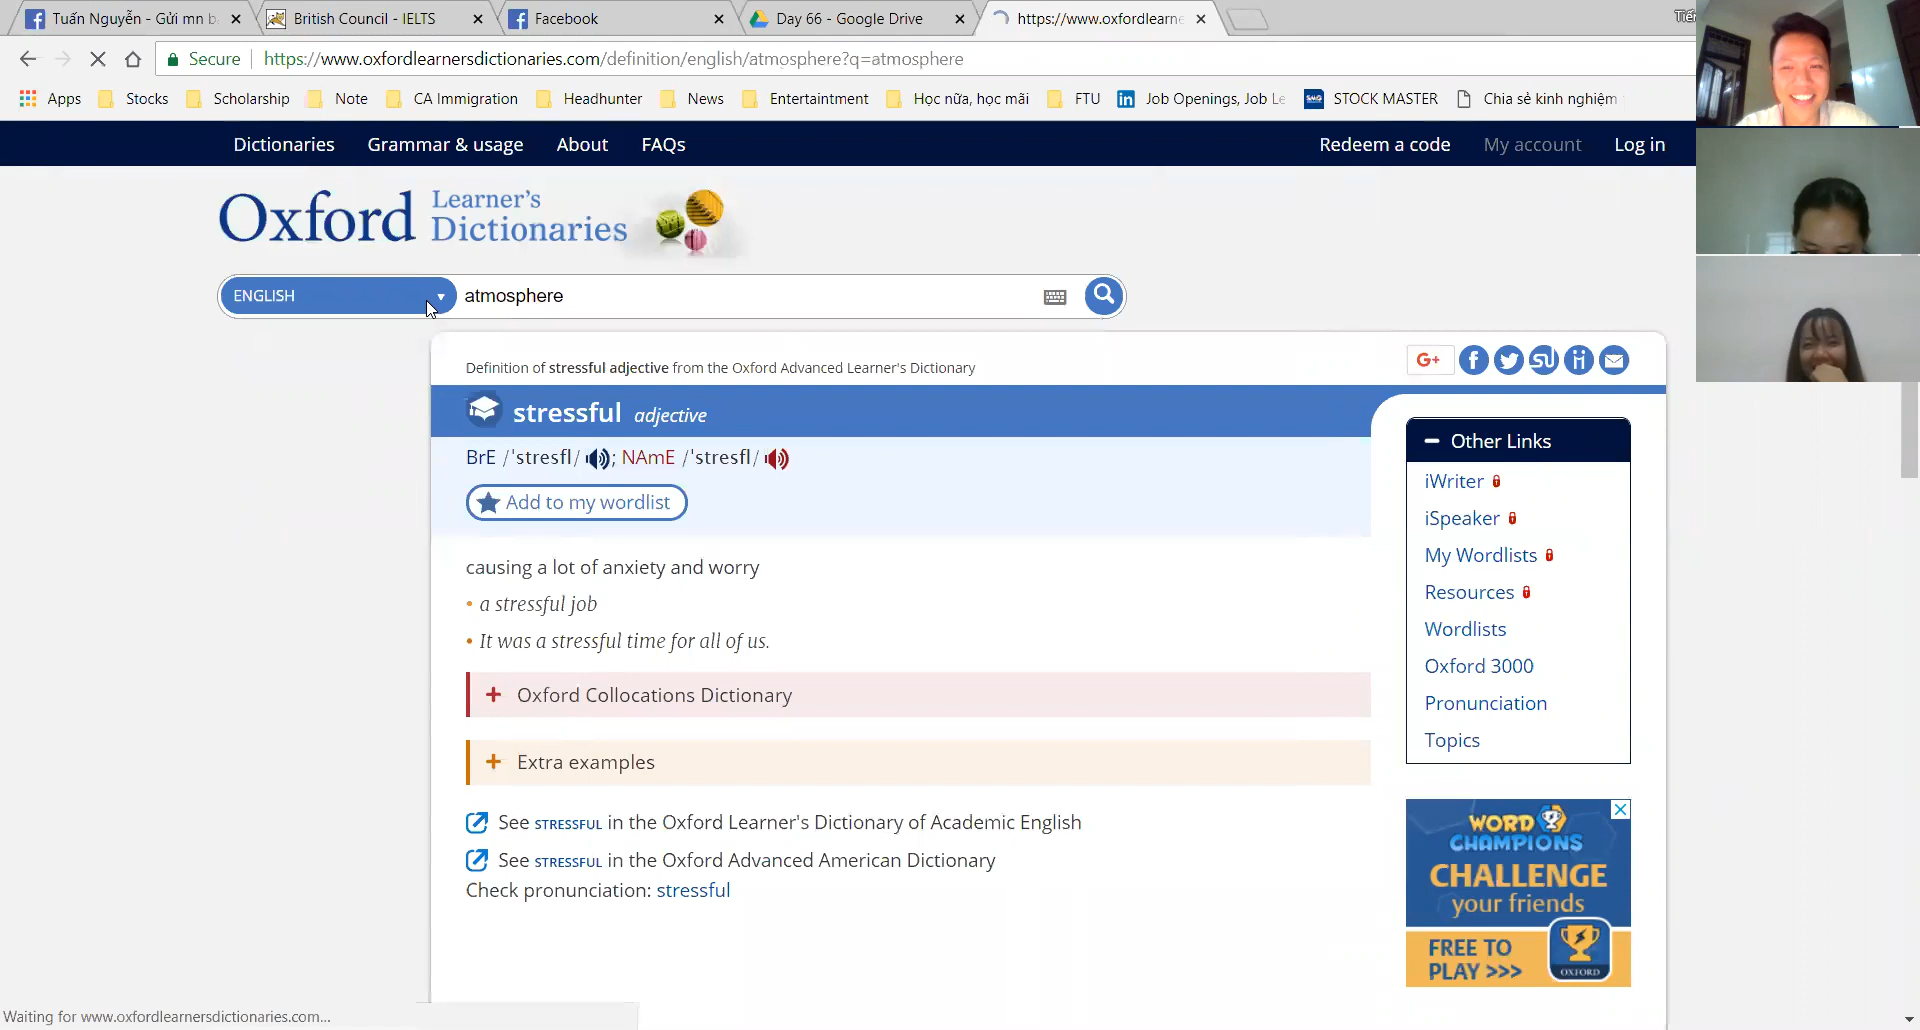 Tuấn Nguyễn - Gửi mn b
British Council - IELTS
Facebook
Day 66 - Google Drive
https://www.oxfordlearne
Secure
https://www.oxfordlearnersdictionaries.com/definition/english/atmosphere?q=atmosphere
Apps Stocks Scholarship Note CA Immigration Headhunter News Entertaintment Học nữa, học mãi FTU Job Openings, Job Le STOCK MASTER Chia sẻ kinh nghiệm
Dictionaries Grammar & usage About FAQs Redeem a code My account Log in
Oxford Learner's Dictionaries
ENGLISH atmosphere
Definition of stressful adjective from the Oxford Advanced Learner's Dictionary
G+
stressful adjective
BrE /ˈstresfl/ ; NAmE /ˈstresfl/
Add to my wordlist
causing a lot of anxiety and worry
• a stressful job
• It was a stressful time for all of us.
+ Oxford Collocations Dictionary
+ Extra examples
See STRESSFUL in the Oxford Learner's Dictionary of Academic English
See STRESSFUL in the Oxford Advanced American Dictionary
Check pronunciation: stressful
Other Links
iWriter
iSpeaker
My Wordlists
Resources
Wordlists
Oxford 3000
Pronunciation
Topics
WORD
CHAMPIONS
CHALLENGE
your friends
FREE TO
PLAY >>>
OXFORD
Waiting for www.oxfordlearnersdictionaries.com...